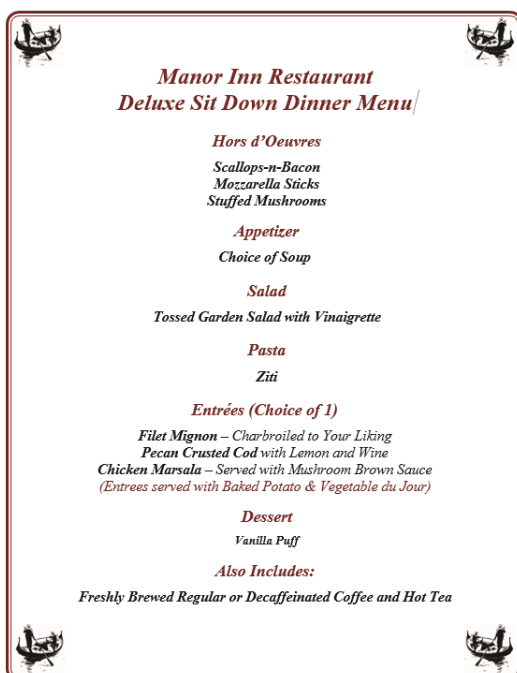 Manor Inn Restaurant
Deluxe Sit Down Dinner Menu
Hors d'Oeuvres
Scallops-n-Bacon
Mozzarella Sticks
Stuffed Mushrooms
Appetizer
Choice of Soup
Salad
Tossed Garden Salad with Vinaigrette
Pasta
Ziti
Entrées (Choice of 1)
Filet Mignon – Charbroiled to Your Liking
Pecan Crusted Cod with Lemon and Wine
Chicken Marsala – Served with Mushroom Brown Sauce
(Entrees served with Baked Potato & Vegetable du Jour)
Dessert
Vanilla Puff
Also Includes:
Freshly Brewed Regular or Decaffeinated Coffee and Hot Tea